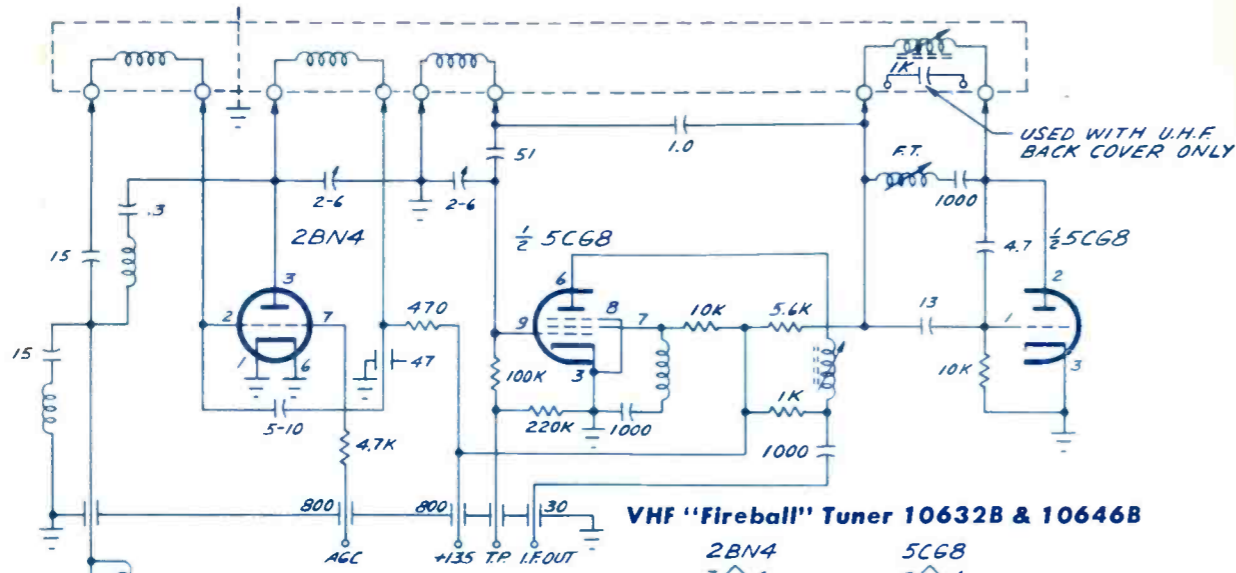 1K
USED WITH U.H.F.
BACK COVER ONLY
1.0
51
F.T.
1000
.3
2-6
2-6
2BN4
1/2 5CG8
4.7
1/2 5CG8
15
3
6
2
470
8
10K
5.6K
13
2
7
9
7
1
15
1
6
47
3
100K
10K
3
1K
5-10
220K
1000
4.7K
1000
800
800
30
VHF "Fireball" Tuner 10632B & 10646B
AGC
+135
T.P.
I.F.OUT
2BN4
5CG8